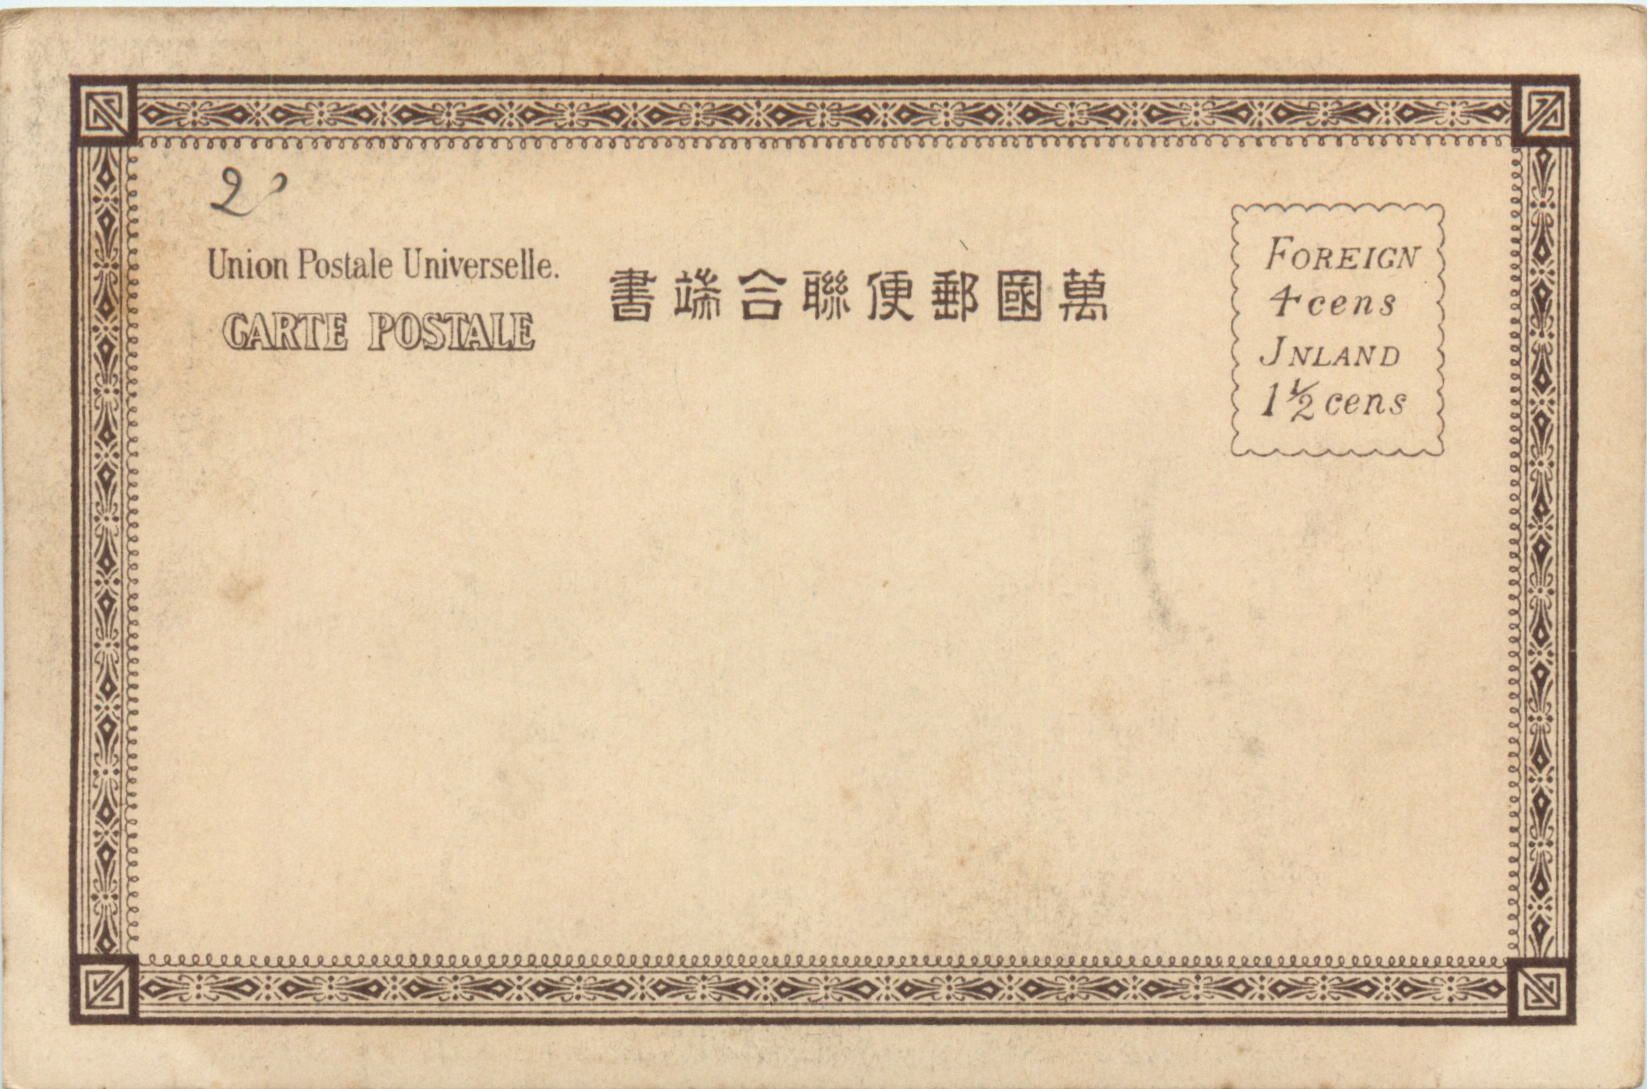 2
Union Postale Universelle.
CARTE POSTALE
書端合聯便郵國萬
FOREIGN
4 cens
JNLAND
1½ cens